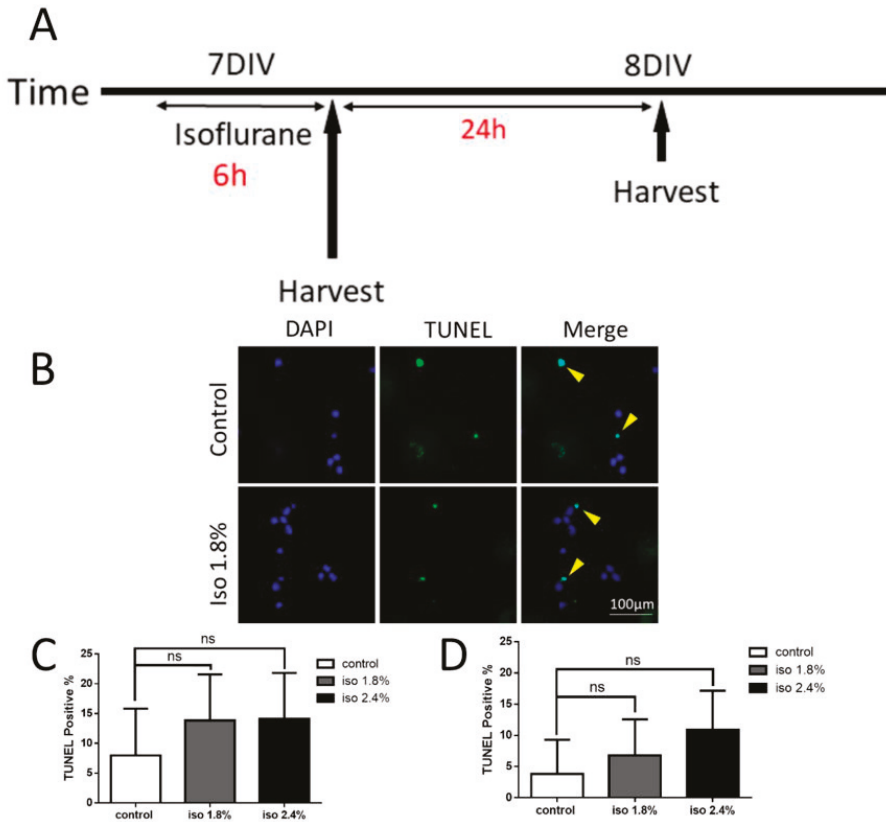 A
7DIV
8DIV
Time
Isoflurane
6h
24h
Harvest
Harvest
B
DAPI
TUNEL
Merge
Control
Iso 1.8%
100μm
C
ns
ns
25
20
15
10
5
0
TUNEL Positive %
control
iso 1.8%
iso 2.4%
control
iso 1.8%
iso 2.4%
D
ns
ns
25
20
15
10
5
0
TUNEL Positive %
control
iso 1.8%
iso 2.4%
control
iso 1.8%
iso 2.4%